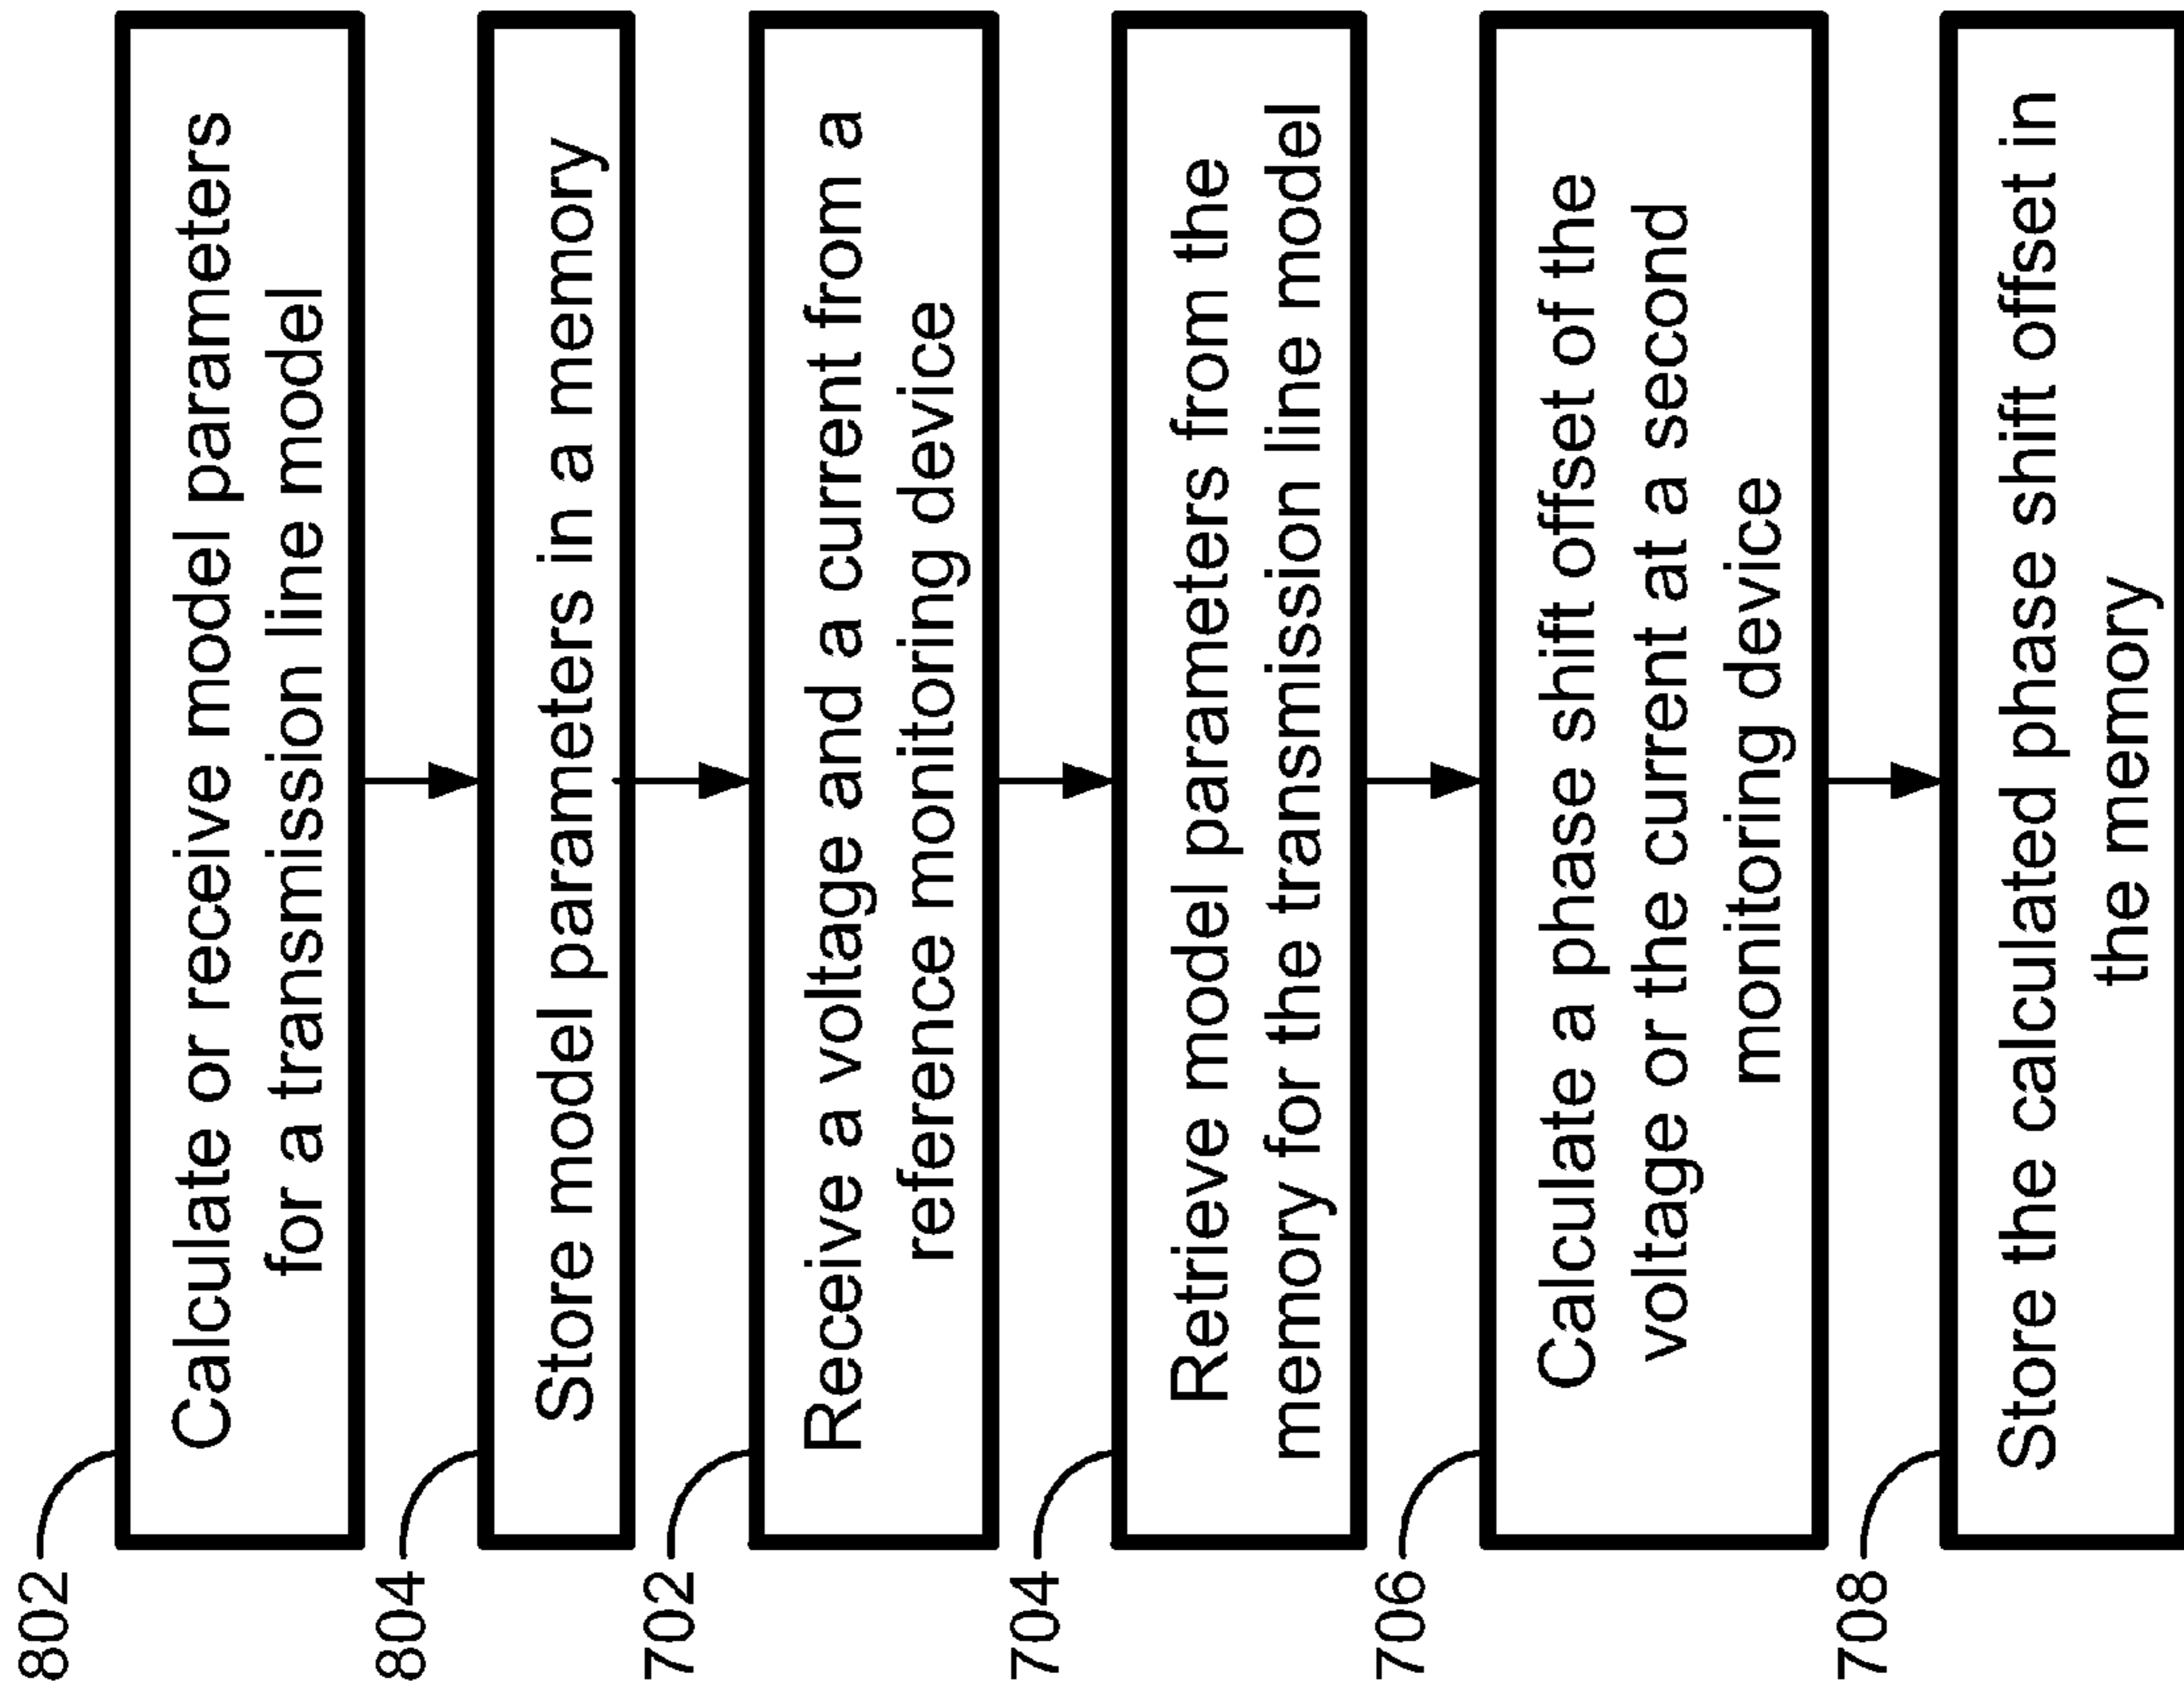 802
Calculate or receive model parameters
for a transmission line model
804
Store model parameters in a memory
702
Receive a voltage and a current from a
reference monitoring device
704
Retrieve model parameters from the
memory for the transmission line model
706
Calculate a phase shift offset of the
voltage or the current at a second
monitoring device
708
Store the calculated phase shift offset in
the memory